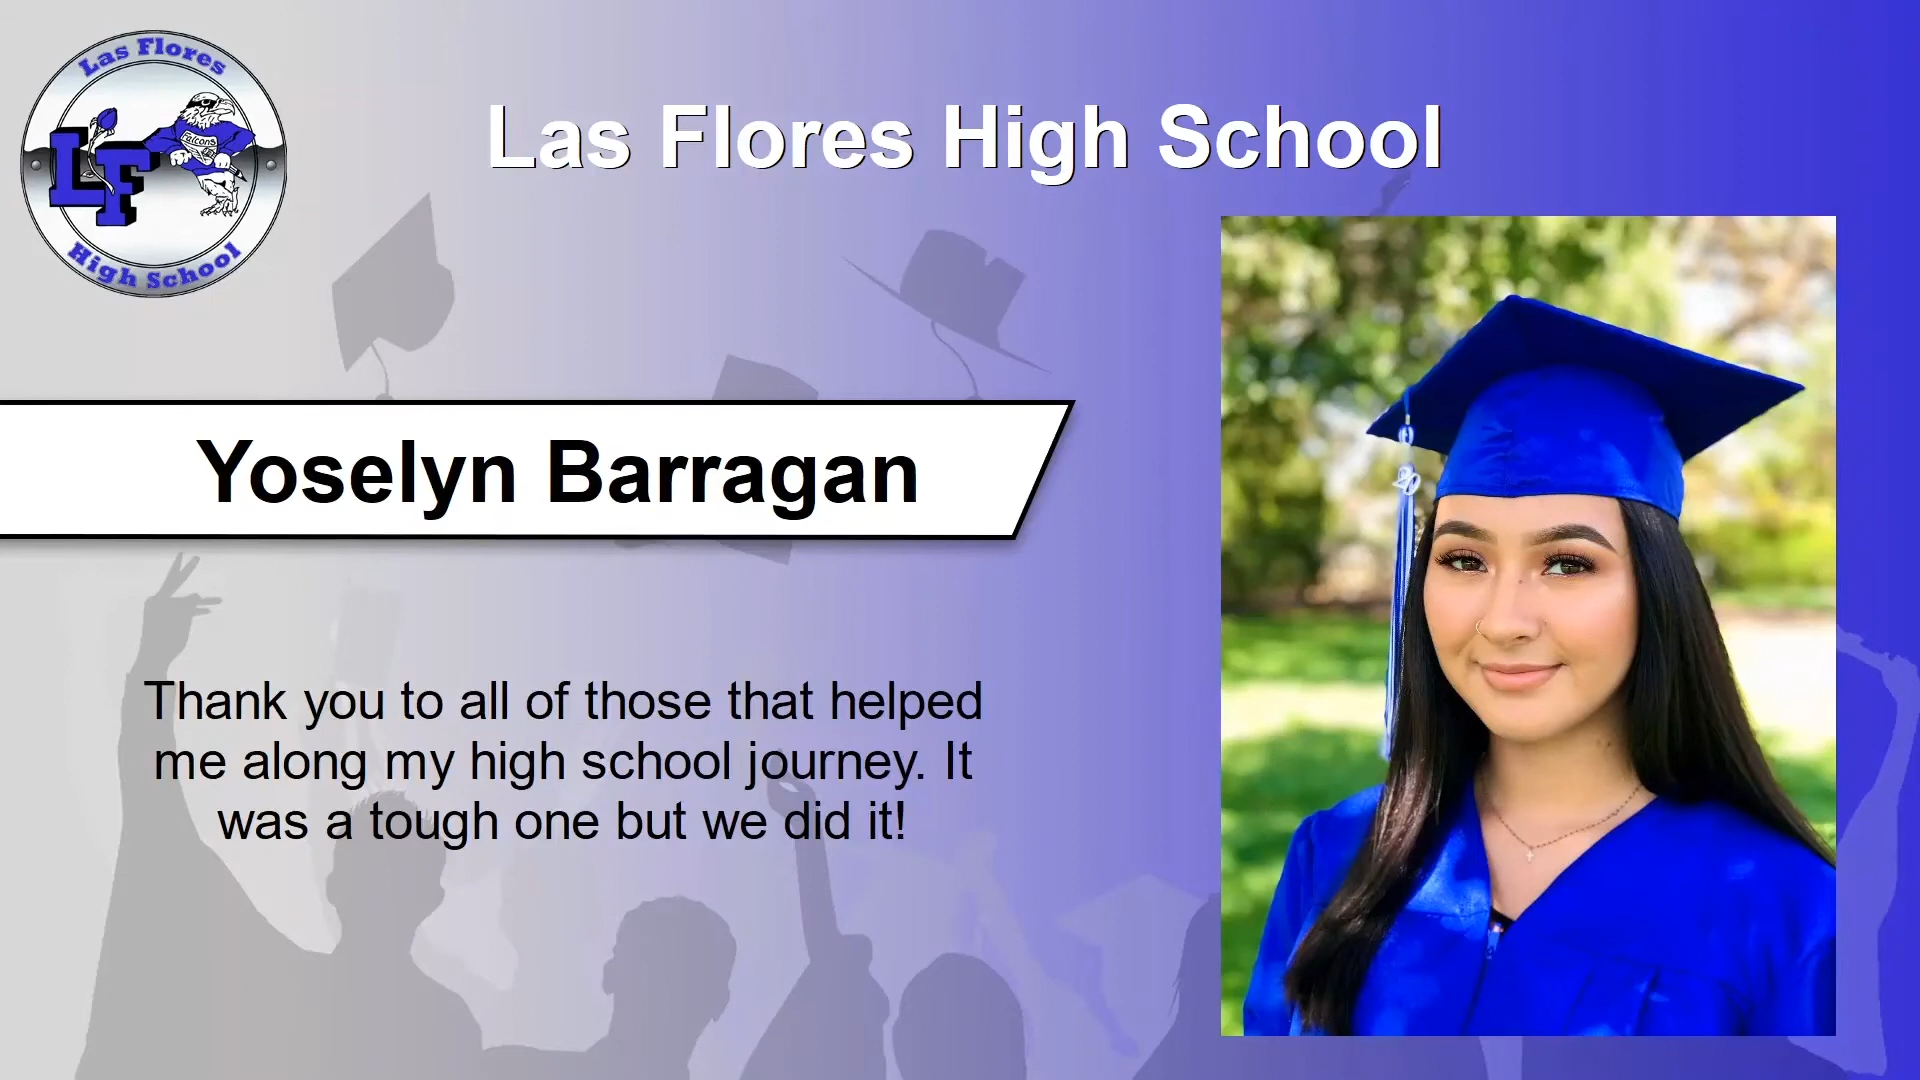 Las Flores
LF
Falcons
High School
Las Flores High School
Yoselyn Barragan
Thank you to all of those that helped
me along my high school journey. It
was a tough one but we did it!
20